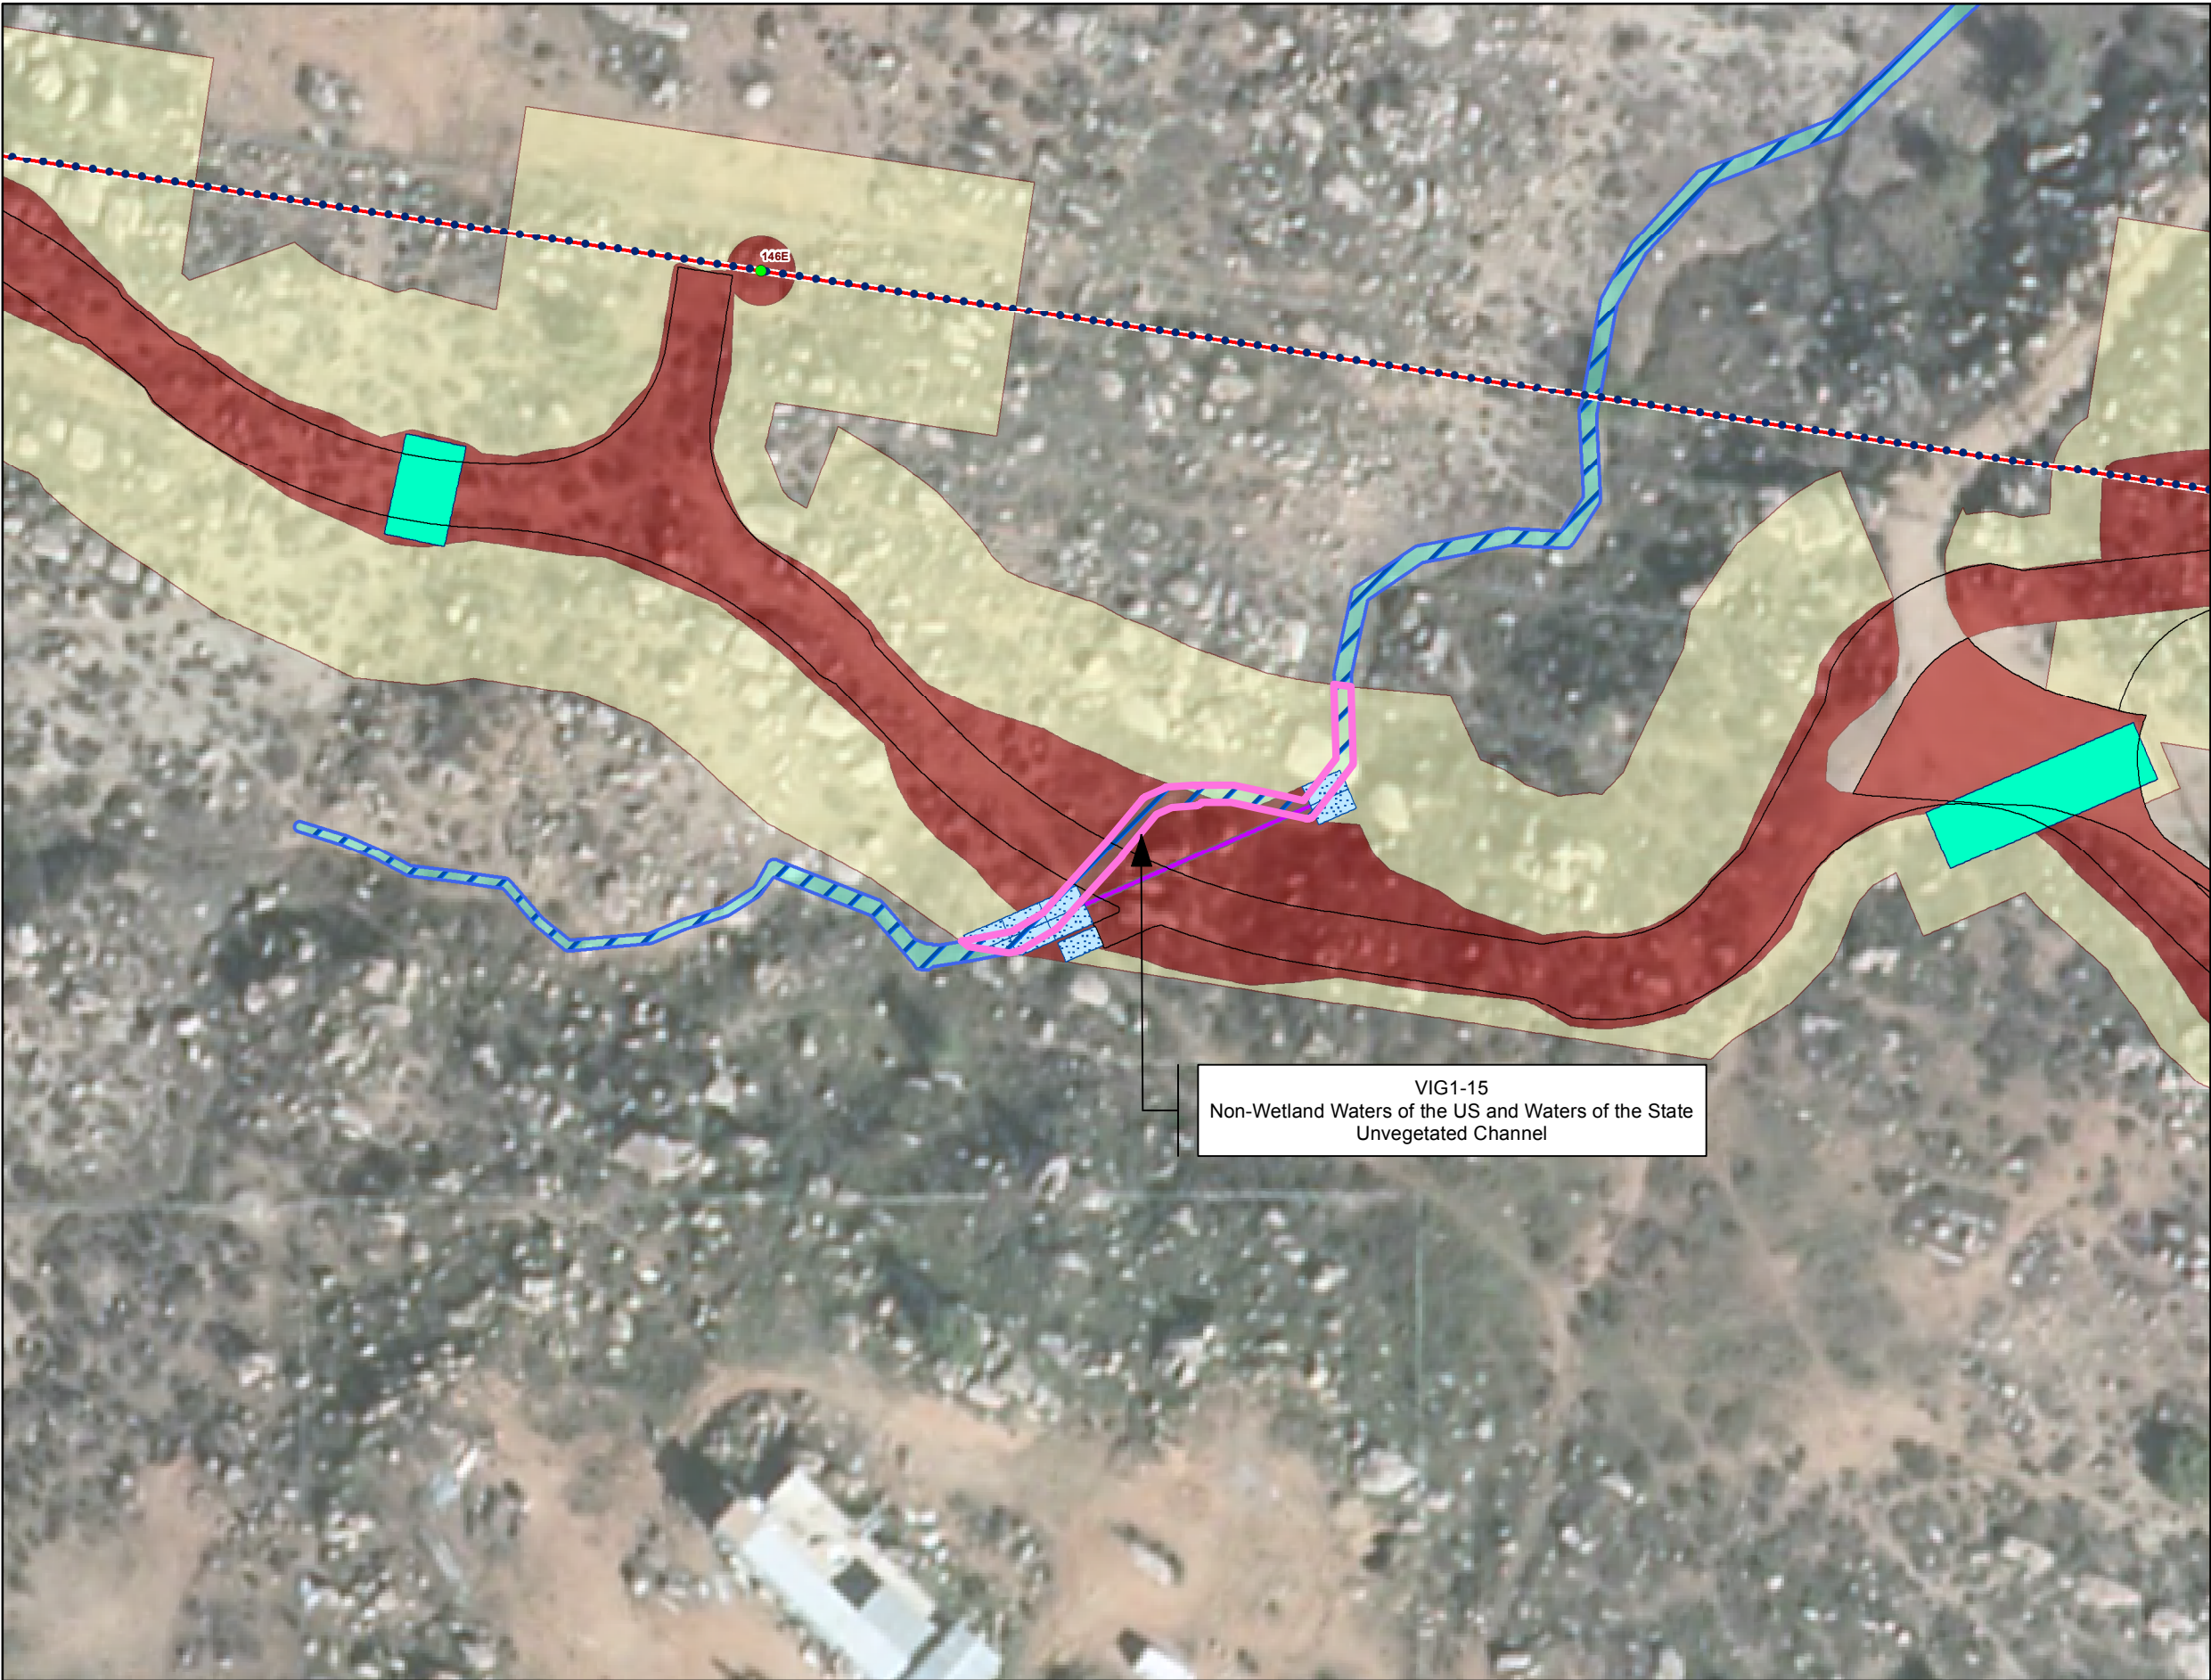 146E
VIG1-15
Non-Wetland Waters of the US and Waters of the State
Unvegetated Channel